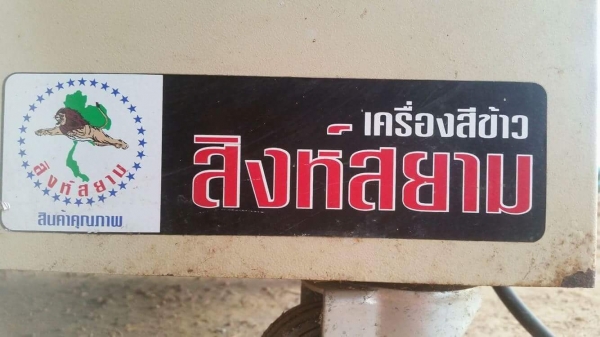 สิงห์สยาม
สินค้าคุณภาพ
เครื่องสีข้าว
สิงห์สยาม